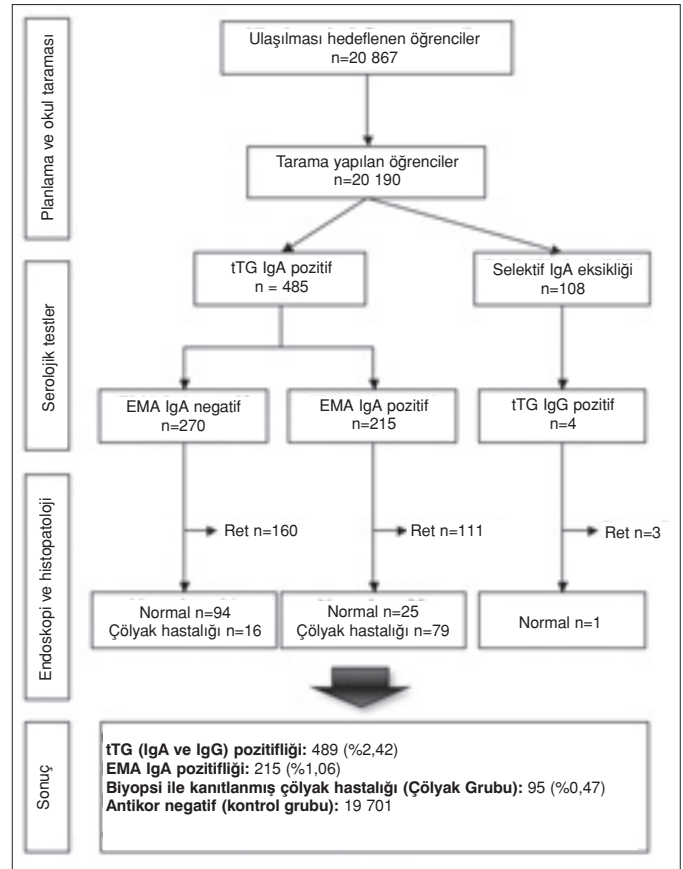 Planlama ve okul taraması
Ulaşılması hedeflenen öğrenciler
n=20 867
Tarama yapılan öğrenciler
n=20 190
Serolojik testler
tTG IgA pozitif
n = 485
Selektif IgA eksikliği
n=108
EMA IgA negatif
n=270
EMA IgA pozitif
n=215
tTG IgG pozitif
n=4
Endoskopi ve histopatoloji
Ret n=160
Ret n=111
Ret n=3
Normal n=94
Çölyak hastalığı n=16
Normal n=25
Çölyak hastalığı n=79
Normal n=1
Sonuç
tTG (IgA ve IgG) pozitifliği: 489 (%2,42)
EMA IgA pozitifliği: 215 (%1,06)
Biyopsi ile kanıtlanmış çölyak hastalığı (Çölyak Grubu): 95 (%0,47)
Antikor negatif (kontrol grubu): 19 701